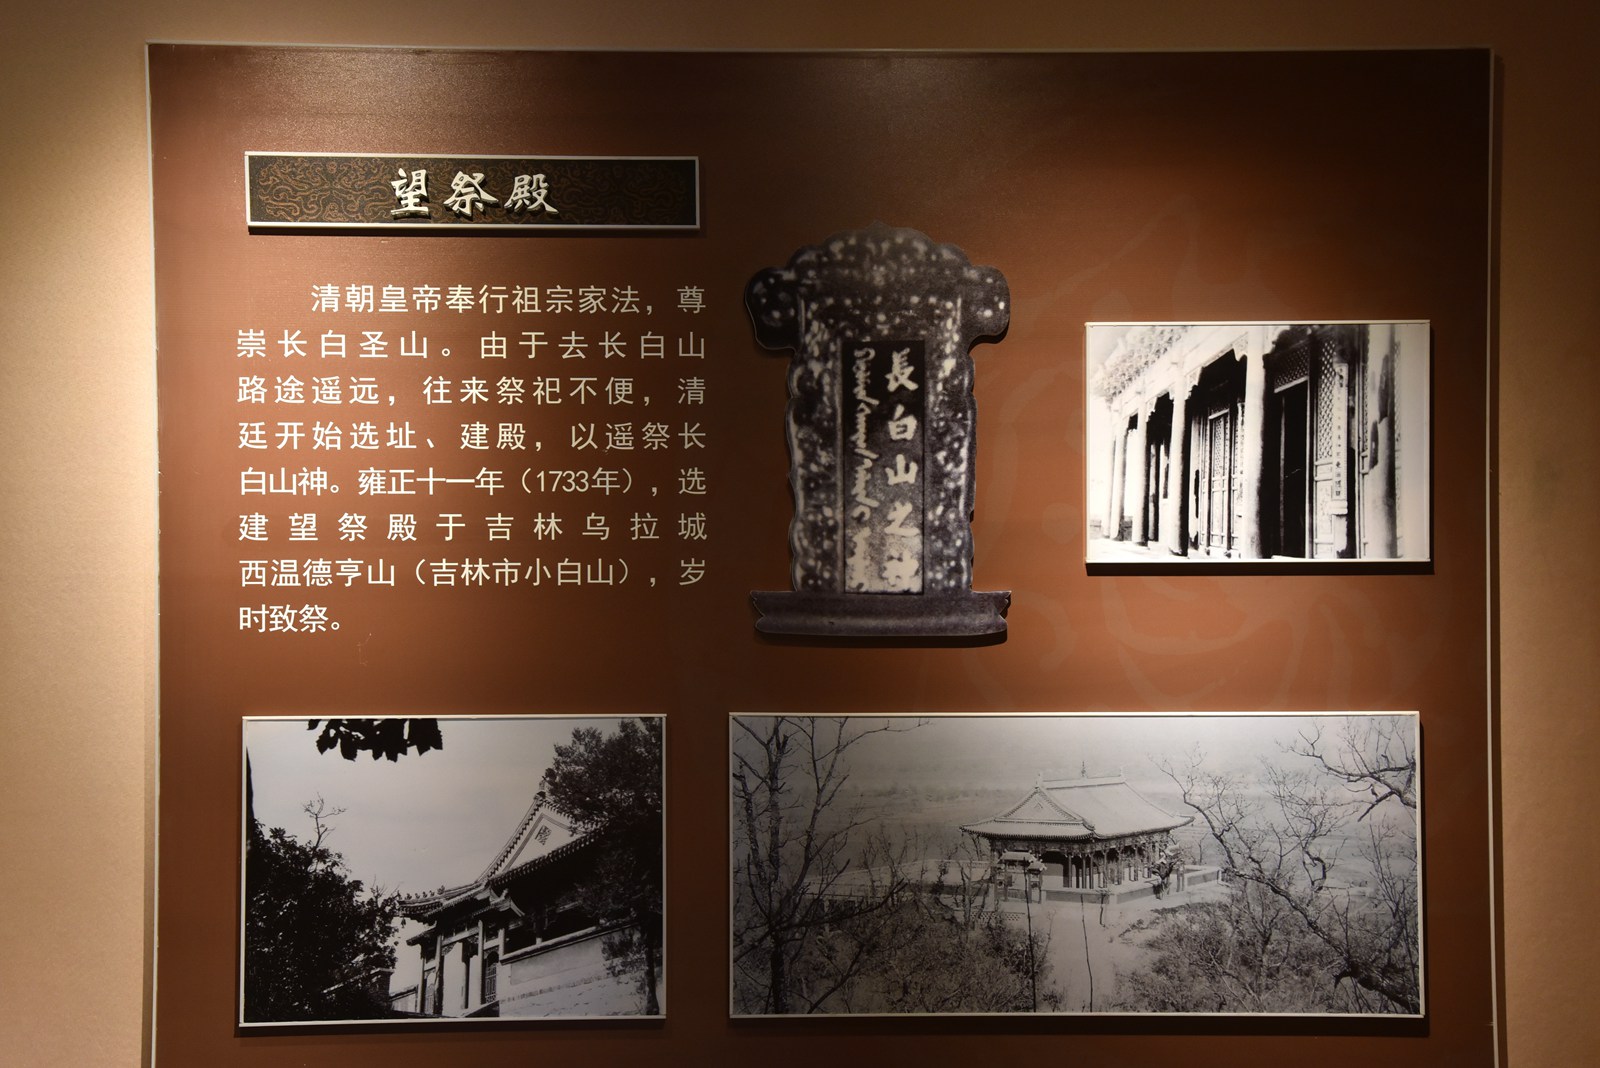 望祭殿
清朝皇帝奉行祖宗家法，尊
崇长白圣山。由于去长白山
路途遥远，往来祭祀不便，清
廷开始选址、建殿，以遥祭长
白山神。雍正十一年（1733年），选
建望祭殿于吉林乌拉城
西温德亨山（吉林市小白山），岁
时致祭。
長白山之神